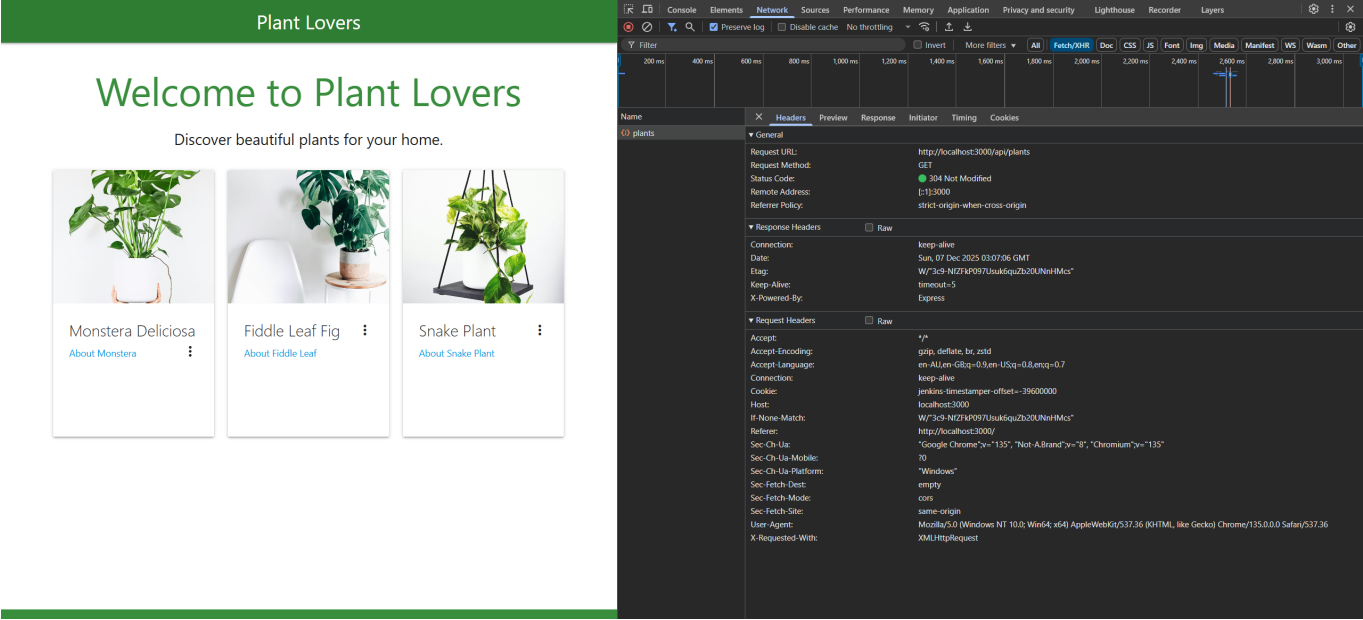 Plant Lovers
Welcome to Plant Lovers
Discover beautiful plants for your home.
Monstera Deliciosa
About Monstera
Fiddle Leaf Fig
About Fiddle Leaf
Snake Plant
About Snake Plant
Console Elements Network Sources Performance Memory Application Privacy and security Lighthouse Recorder Layers
Preserve log Disable cache No throttling
Filter Invert More filters All Fetch/XHR Doc CSS JS Font Img Media Manifest WS Wasm Other
200 ms 400 ms 600 ms 800 ms 1,000 ms 1,200 ms 1,400 ms 1,600 ms 1,800 ms 2,000 ms 2,200 ms 2,400 ms 2,600 ms 2,800 ms 3,000 ms
Name
plants
Headers Preview Response Initiator Timing Cookies
General
Request URL: http://localhost:3000/api/plants
Request Method: GET
Status Code: 304 Not Modified
Remote Address: [::1]:3000
Referrer Policy: strict-origin-when-cross-origin
Response Headers Raw
Connection: keep-alive
Date: Sun, 07 Dec 2025 03:07:06 GMT
Etag: W/"3c9-NfZFkP097Usuk6quZb20UNnHMcs"
Keep-Alive: timeout=5
X-Powered-By: Express
Request Headers Raw
Accept: */*
Accept-Encoding: gzip, deflate, br, zstd
Accept-Language: en-AU,en-GB;q=0.9,en-US;q=0.8,en;q=0.7
Connection: keep-alive
Cookie: jenkins-timestamper-offset=-39600000
Host: localhost:3000
If-None-Match: W/"3c9-NfZFkP097Usuk6quZb20UNnHMcs"
Referer: http://localhost:3000/
Sec-Ch-Ua: "Google Chrome";v="135", "Not-A.Brand";v="8", "Chromium";v="135"
Sec-Ch-Ua-Mobile: ?0
Sec-Ch-Ua-Platform: "Windows"
Sec-Fetch-Dest: empty
Sec-Fetch-Mode: cors
Sec-Fetch-Site: same-origin
User-Agent: Mozilla/5.0 (Windows NT 10.0; Win64; x64) AppleWebKit/537.36 (KHTML, like Gecko) Chrome/135.0.0.0 Safari/537.36
X-Requested-With: XMLHttpRequest